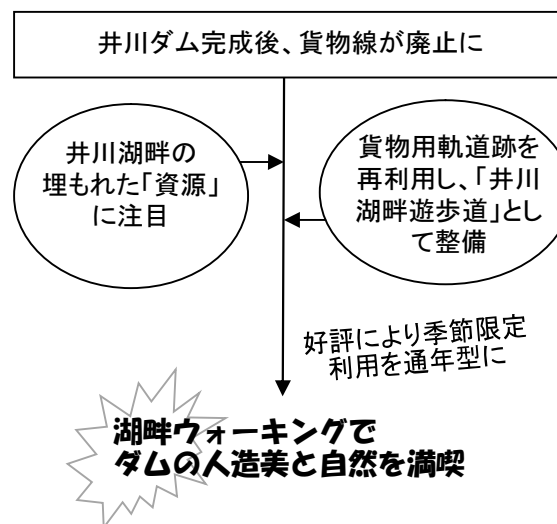 井川ダム完成後、貨物線が廃止に
井川湖畔の
埋もれた「資源」
に注目
貨物用軌道跡を
再利用し、「井川
湖畔遊歩道」とし
て整備
好評により季節限定
利用を通年型に
湖畔ウォーキングで
ダムの人造美と自然を満喫